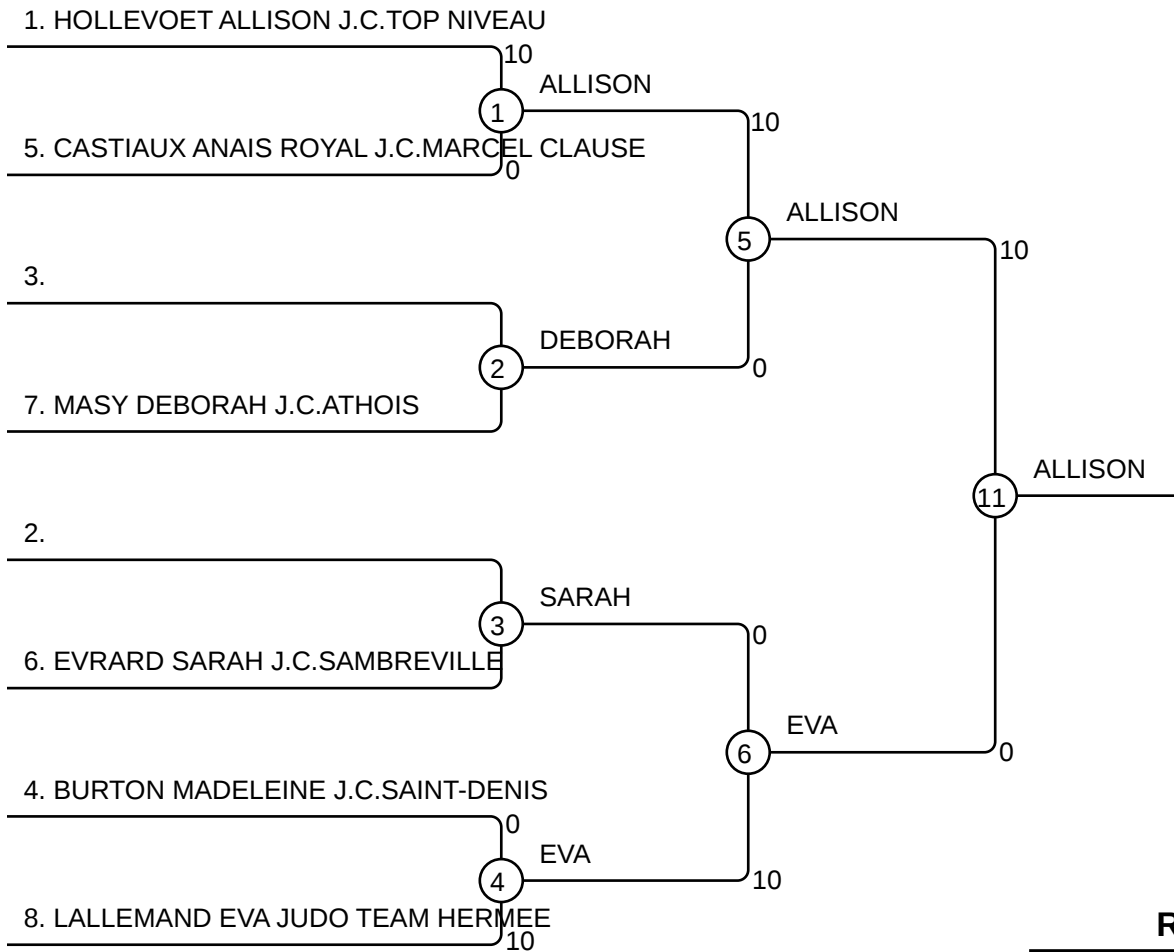 1. HOLLEVOET ALLISON J.C.TOP NIVEAU
10
ALLISON
1
10
5. CASTIAUX ANAIS ROYAL J.C.MARCEL CLAUSE
0
ALLISON
5
10
3.
DEBORAH
2
0
7. MASY DEBORAH J.C.ATHOIS
ALLISON
11
2.
SARAH
3
0
6. EVRARD SARAH J.C.SAMBREVILLE
EVA
6
0
4. BURTON MADELEINE J.C.SAINT-DENIS
0
EVA
4
10
8. LALLEMAND EVA JUDO TEAM HERMEE
10
R